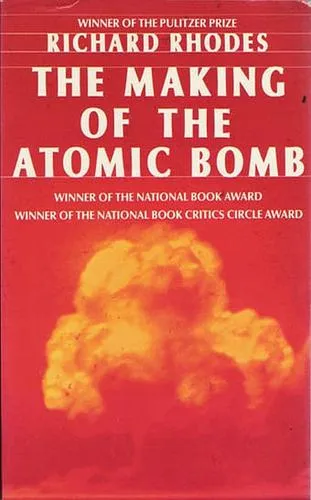 WINNER OF THE PULITZER PRIZE
RICHARD RHODES
THE MAKING
OF THE
ATOMIC BOMB
WINNER OF THE NATIONAL BOOK AWARD
WINNER OF THE NATIONAL BOOK CRITICS CIRCLE AWARD